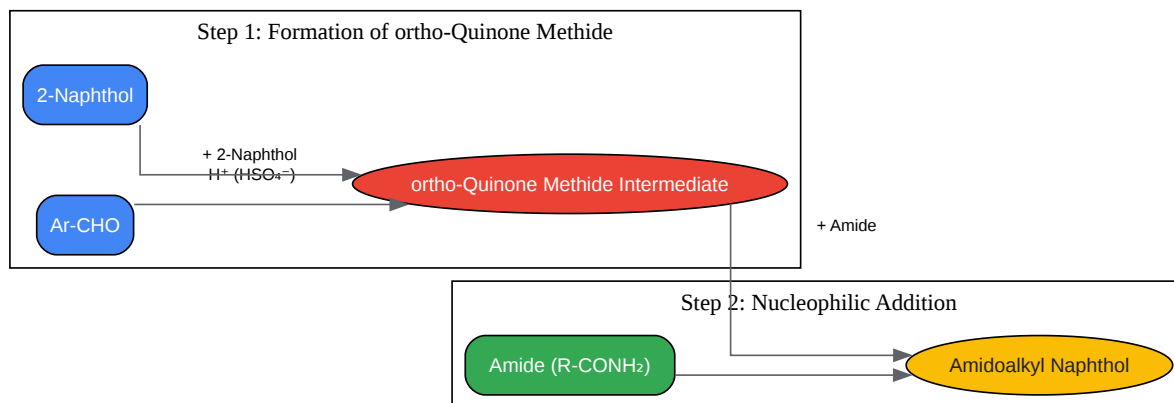 Step 1: Formation of ortho-Quinone Methide
2-Naphthol
+ 2-Naphthol
H⁺ (HSO₄⁻)
ortho-Quinone Methide Intermediate
Ar-CHO
+ Amide
Step 2: Nucleophilic Addition
Amide (R-CONH₂)
Amidoalkyl Naphthol